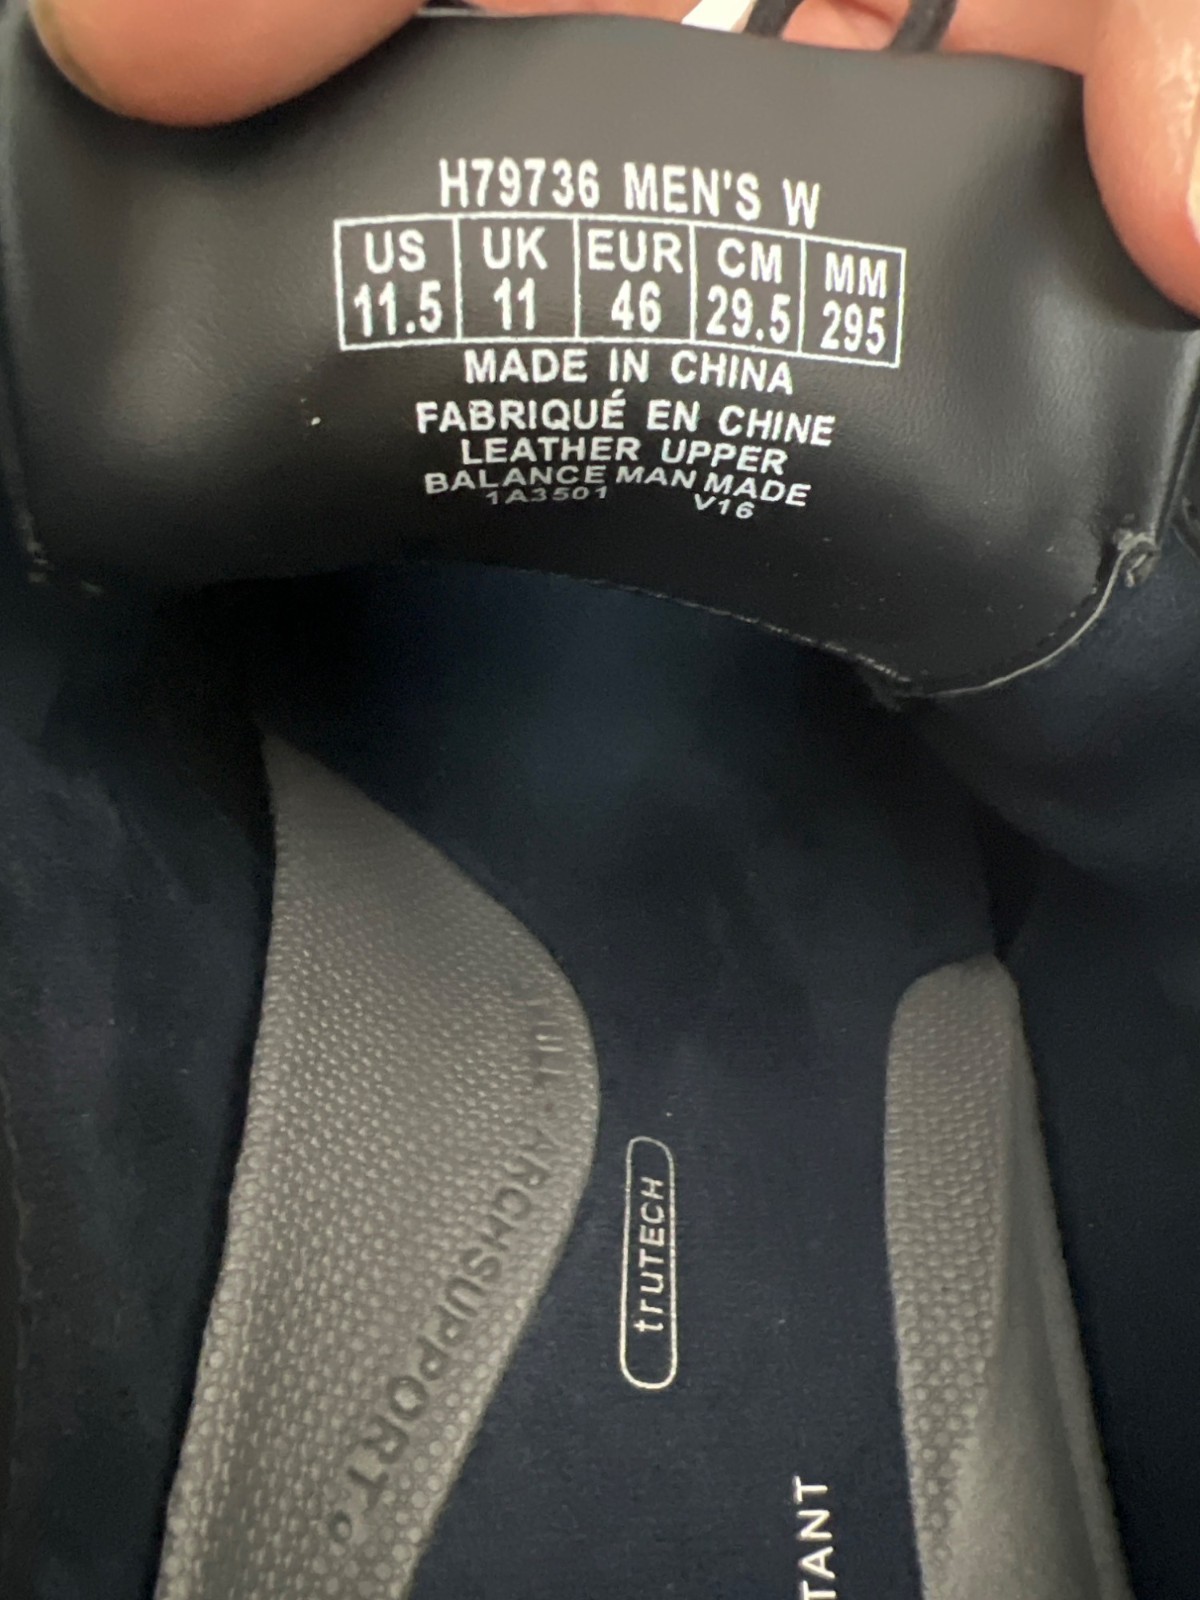 H79736 MEN'S W
US UK EUR CM MM
11.5 11 46 29.5 295
MADE IN CHINA
FABRIQUÉ EN CHINE
LEATHER UPPER
BALANCE MAN MADE
1A3501 V16
ARCHSUPPORT
truTECH